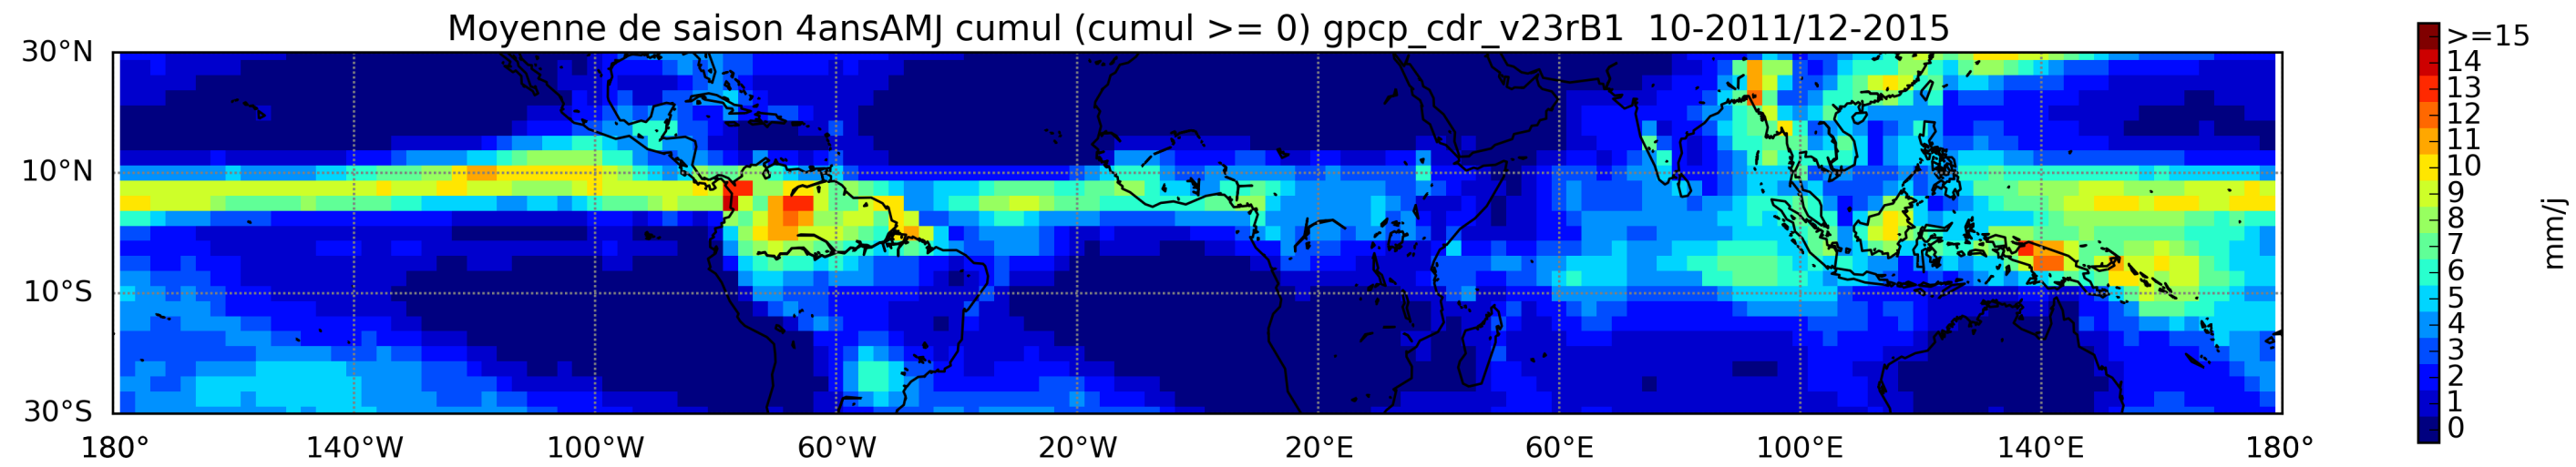 Moyenne de saison 4ansAMJ cumul (cumul >= 0) gpcp_cdr_v23rB1  10-2011/12-2015
30°N
10°N
10°S
30°S
180°
140°W
100°W
60°W
20°W
20°E
60°E
100°E
140°E
180°
>=15
14
13
12
11
10
9
8
7
6
5
4
3
2
1
0
mm/j